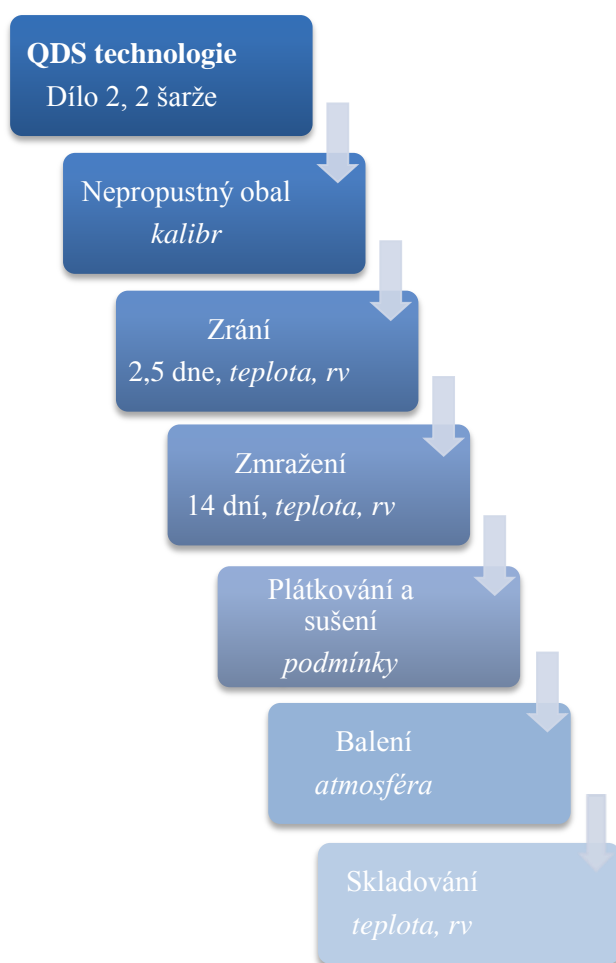 QDS technologie
Dílo 2, 2 šarže
Nepropustný obal
kalibr
Zrání
2,5 dne, teplota, rv
Zmražení
14 dní, teplota, rv
Plátkování a
sušení
podmínky
Balení
atmosféra
Skladování
teplota, rv